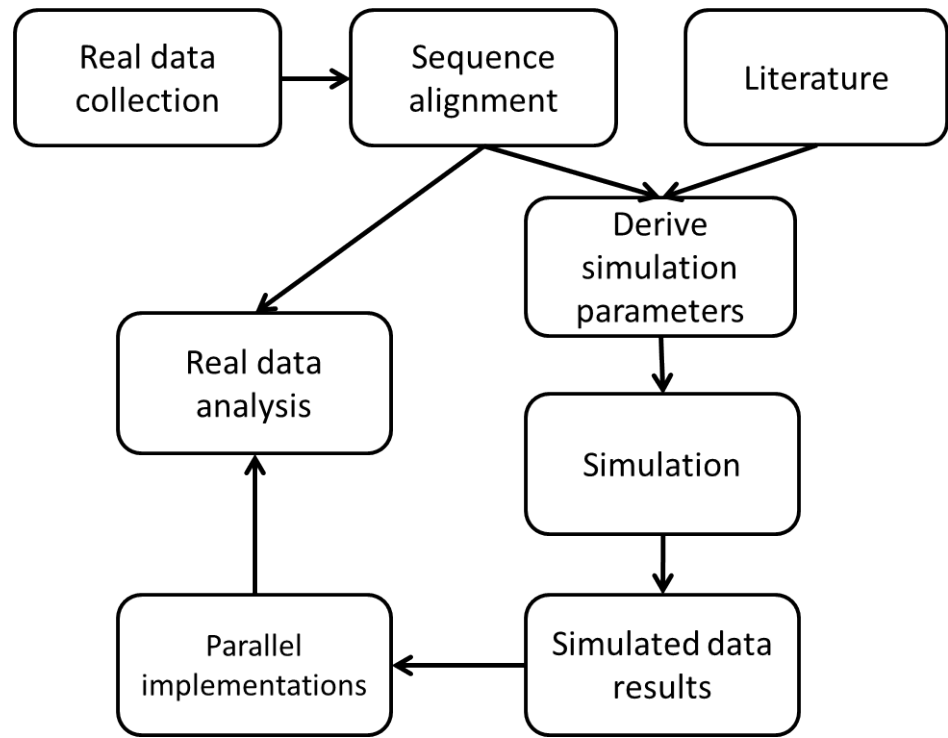 Real data
collection
Sequence
alignment
Literature
Derive
simulation
parameters
Real data
analysis
Simulation
Parallel
implementations
Simulated data
results